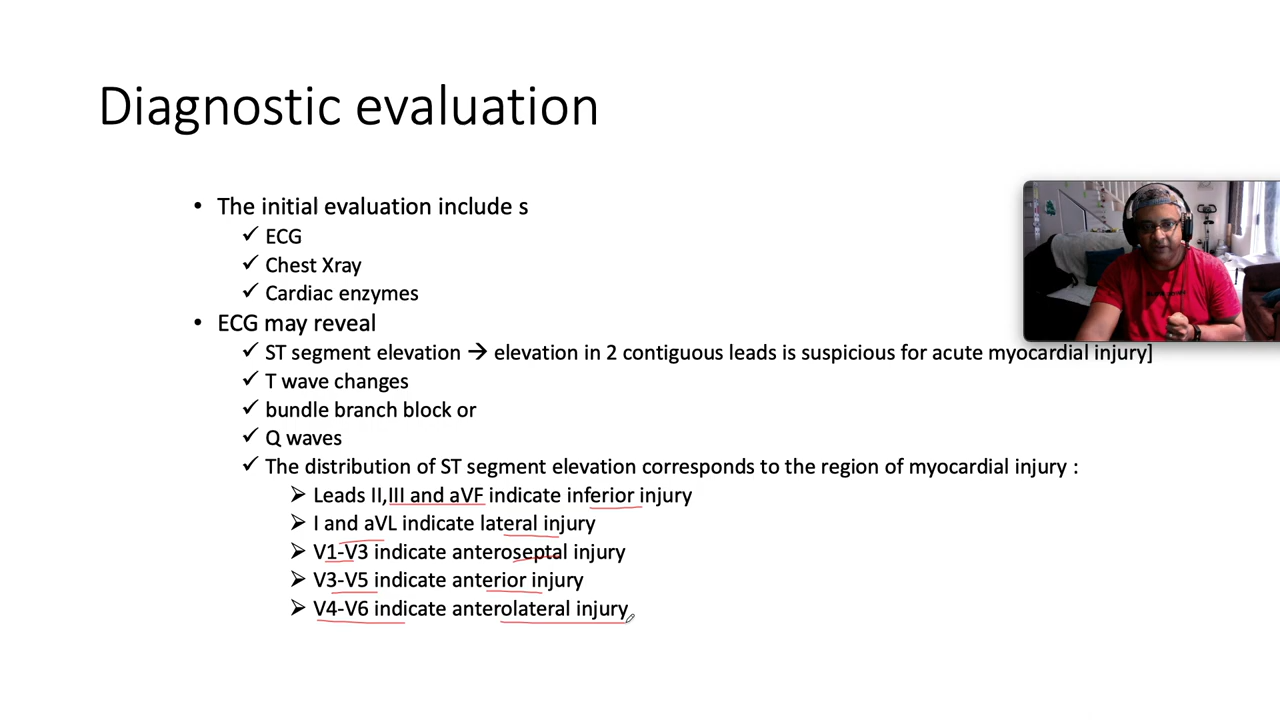 Diagnostic evaluation
• The initial evaluation include s
✓ ECG
✓ Chest Xray
✓ Cardiac enzymes
• ECG may reveal
✓ ST segment elevation → elevation in 2 contiguous leads is suspicious for acute myocardial injury]
✓ T wave changes
✓ bundle branch block or
✓ Q waves
✓ The distribution of ST segment elevation corresponds to the region of myocardial injury :
➢ Leads II,III and aVF indicate inferior injury
➢ I and aVL indicate lateral injury
➢ V1-V3 indicate anteroseptal injury
➢ V3-V5 indicate anterior injury
➢ V4-V6 indicate anterolateral injury